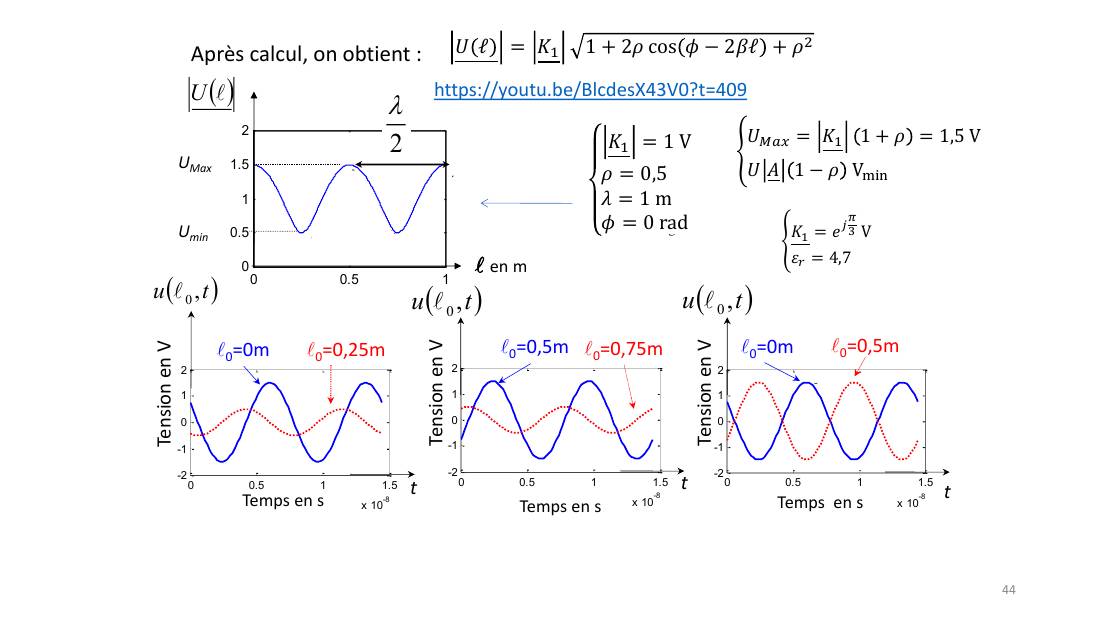 Après calcul, on obtient : |U(ℓ)| = |K₁| √(1 + 2ρ cos(ϕ − 2βℓ) + ρ²)
https://youtu.be/BlcdesX43V0?t=409
|U(ℓ)|
λ/2
2
U_Max 1.5
1
U_min 0.5
0
0 0.5 1
ℓ en m
|K₁| = 1 V
ρ = 0,5
λ = 1 m
ϕ = 0 rad
U_Max = |K₁| (1 + ρ) = 1,5 V
U|A|(1 − ρ) V_min
K₁ = e^{jπ/3} V
ε_r = 4,7
u(ℓ₀,t)
Tension en V
ℓ₀=0m ℓ₀=0,25m
2
1
0
-1
-2
0 0.5 1 1.5
t
Temps en s
x 10⁻⁸
u(ℓ₀,t)
Tension en V
ℓ₀=0,5m ℓ₀=0,75m
2
1
0
-1
-2
0 0.5 1 1.5
t
Temps en s
x 10⁻⁸
u(ℓ₀,t)
Tension en V
ℓ₀=0m ℓ₀=0,5m
2
1
0
-1
-2
0 0.5 1 1.5
t
Temps en s
x 10⁻⁸
44